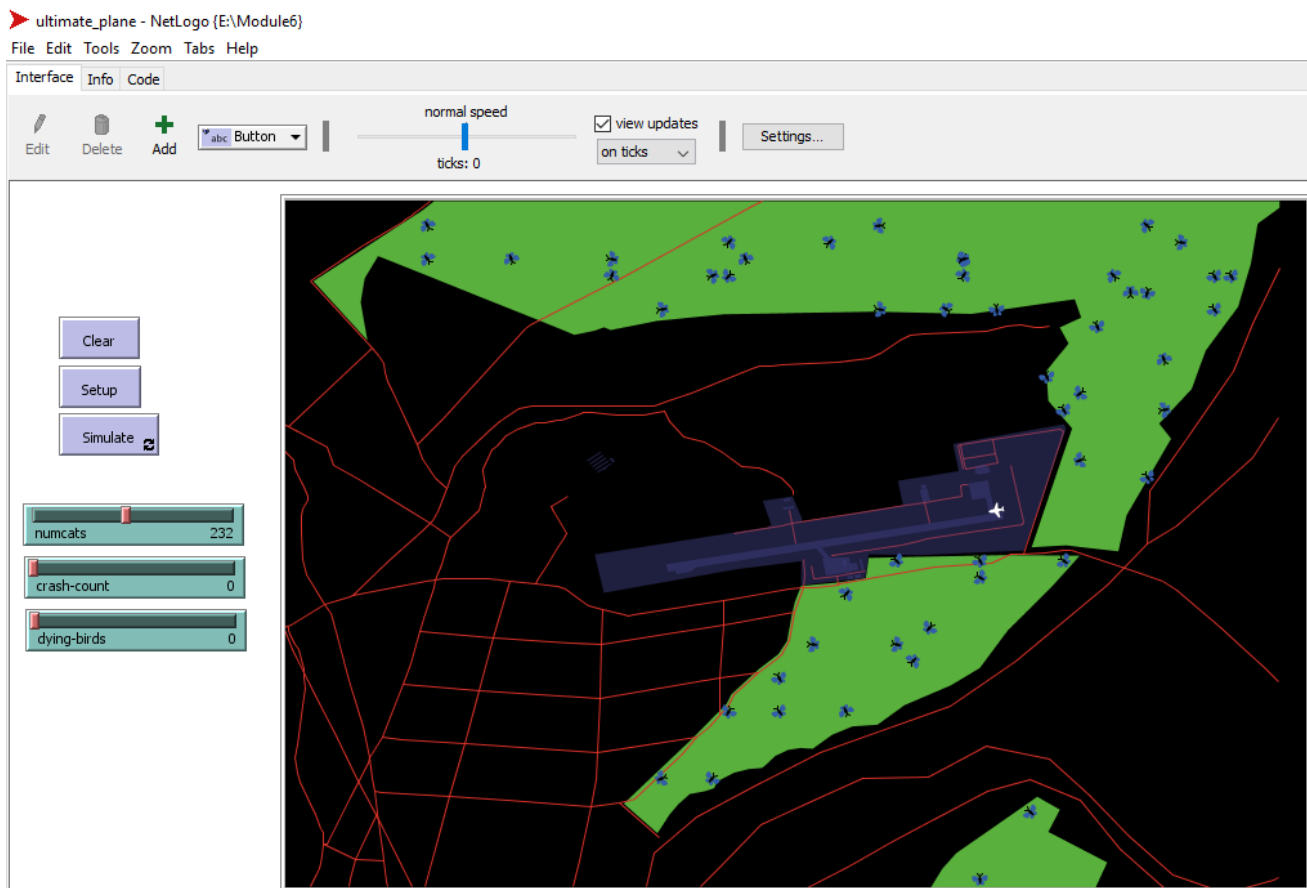 ultimate_plane - NetLogo {E:\Module6}
File Edit Tools Zoom Tabs Help
Interface Info Code
normal speed
Edit Delete Add abc Button view updates Settings...
on ticks
ticks: 0
Clear
Setup
Simulate
numcats 232
crash-count 0
dying-birds 0